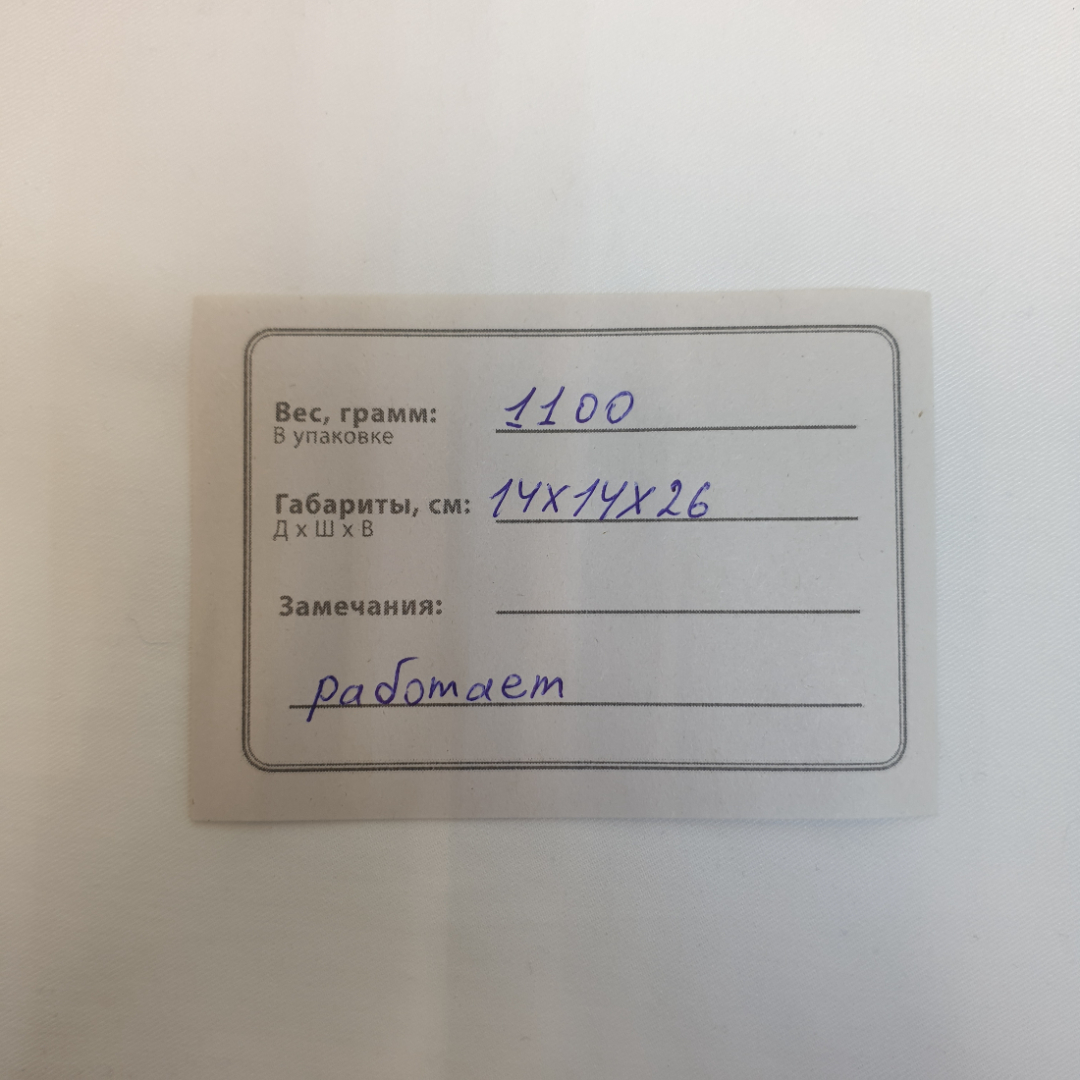 Вес, грамм: 1100
В упаковке
Габариты, см: 14х14х26
Д х Ш х В
Замечания:
работает